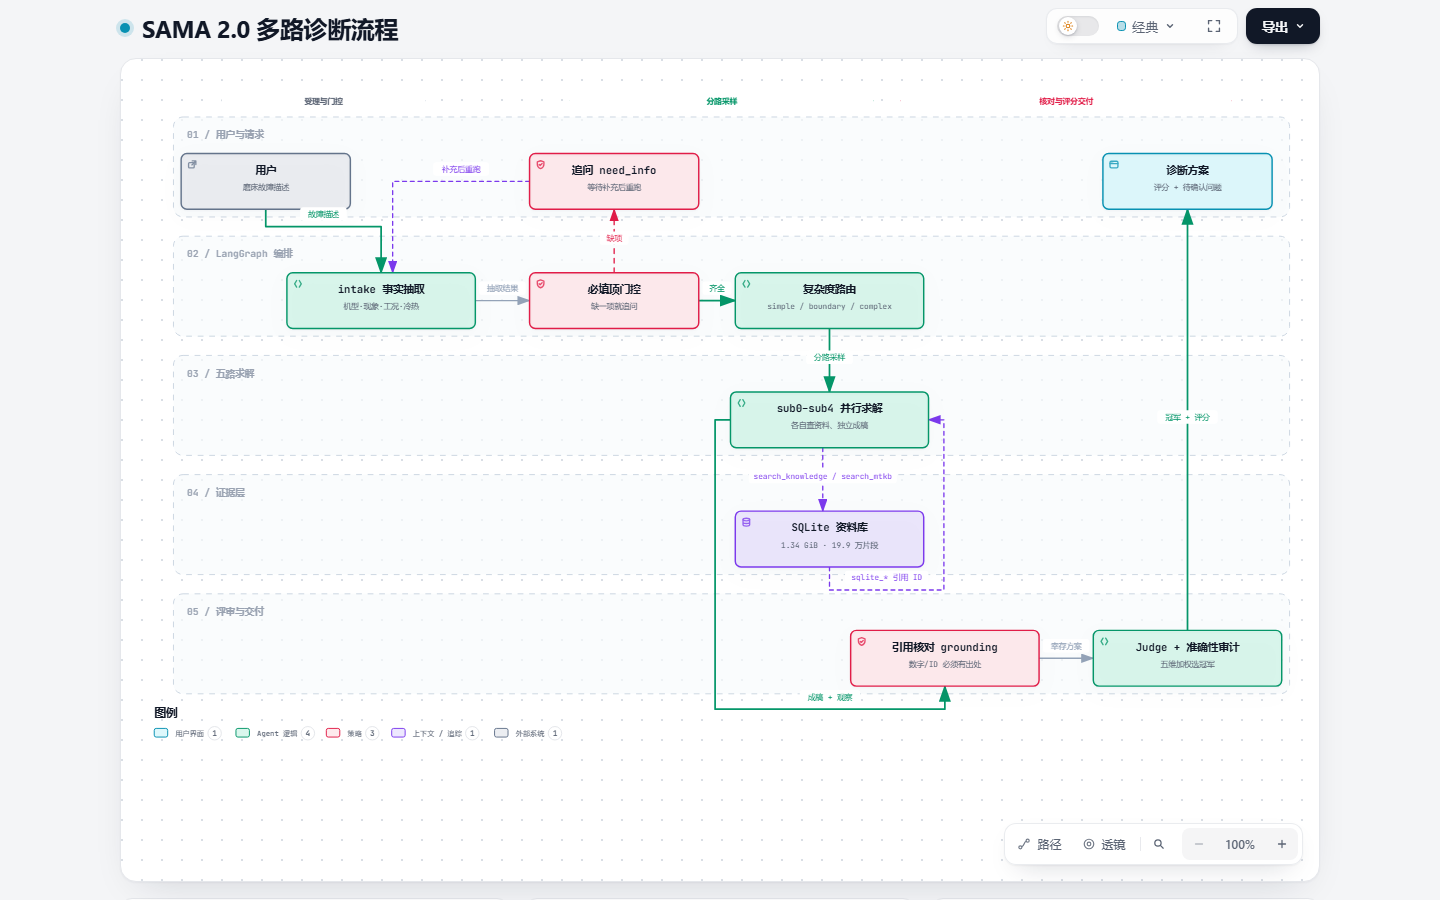 SAMA 2.0 多路诊断流程
经典
导出
受理与门控
分路采样
核对与评分交付
01 / 用户与请求
用户
磨床故障描述
补充后重跑
追问 need_info
等待补充后重跑
诊断方案
评分 + 待确认问题
故障描述
缺项
02 / LangGraph 编排
intake 事实抽取
机型·现象·工况·冷热
抽取结果
必填项门控
缺一项就追问
齐全
复杂度路由
simple / boundary / complex
分路采样
03 / 五路求解
sub0-sub4 并行求解
各自查资料、独立成稿
冠军 + 评分
search_knowledge / search_mtkb
04 / 证据层
SQLite 资料库
1.34 GiB · 19.9 万片段
sqlite_* 引用 ID
05 / 评审与交付
引用核对 grounding
数字/ID 必须有出处
幸存方案
Judge + 准确性审计
五维加权选冠军
成稿 + 观察
图例
用户界面 1
Agent 逻辑 4
策略 3
上下文 / 追踪 1
外部系统 1
路径
透镜
100%